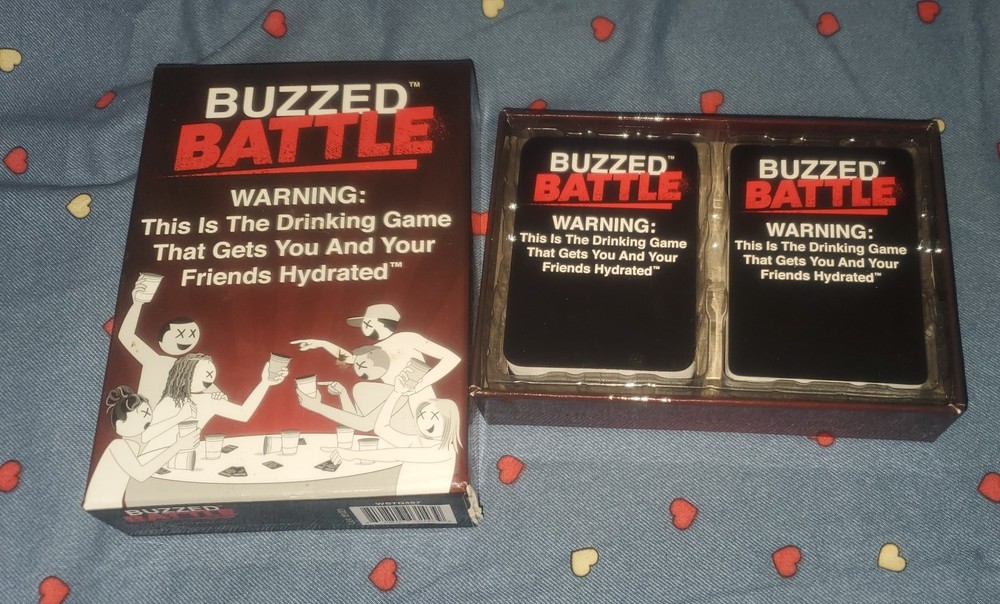 BUZZED™
BATTLE
WARNING:
This Is The Drinking Game
That Gets You And Your
Friends Hydrated™
BUZZED
BATTLE
BUZZED™
BATTLE
WARNING:
This Is The Drinking Game
That Gets You And Your
Friends Hydrated™
BUZZED™
BATTLE
WARNING:
This Is The Drinking Game
That Gets You And Your
Friends Hydrated™